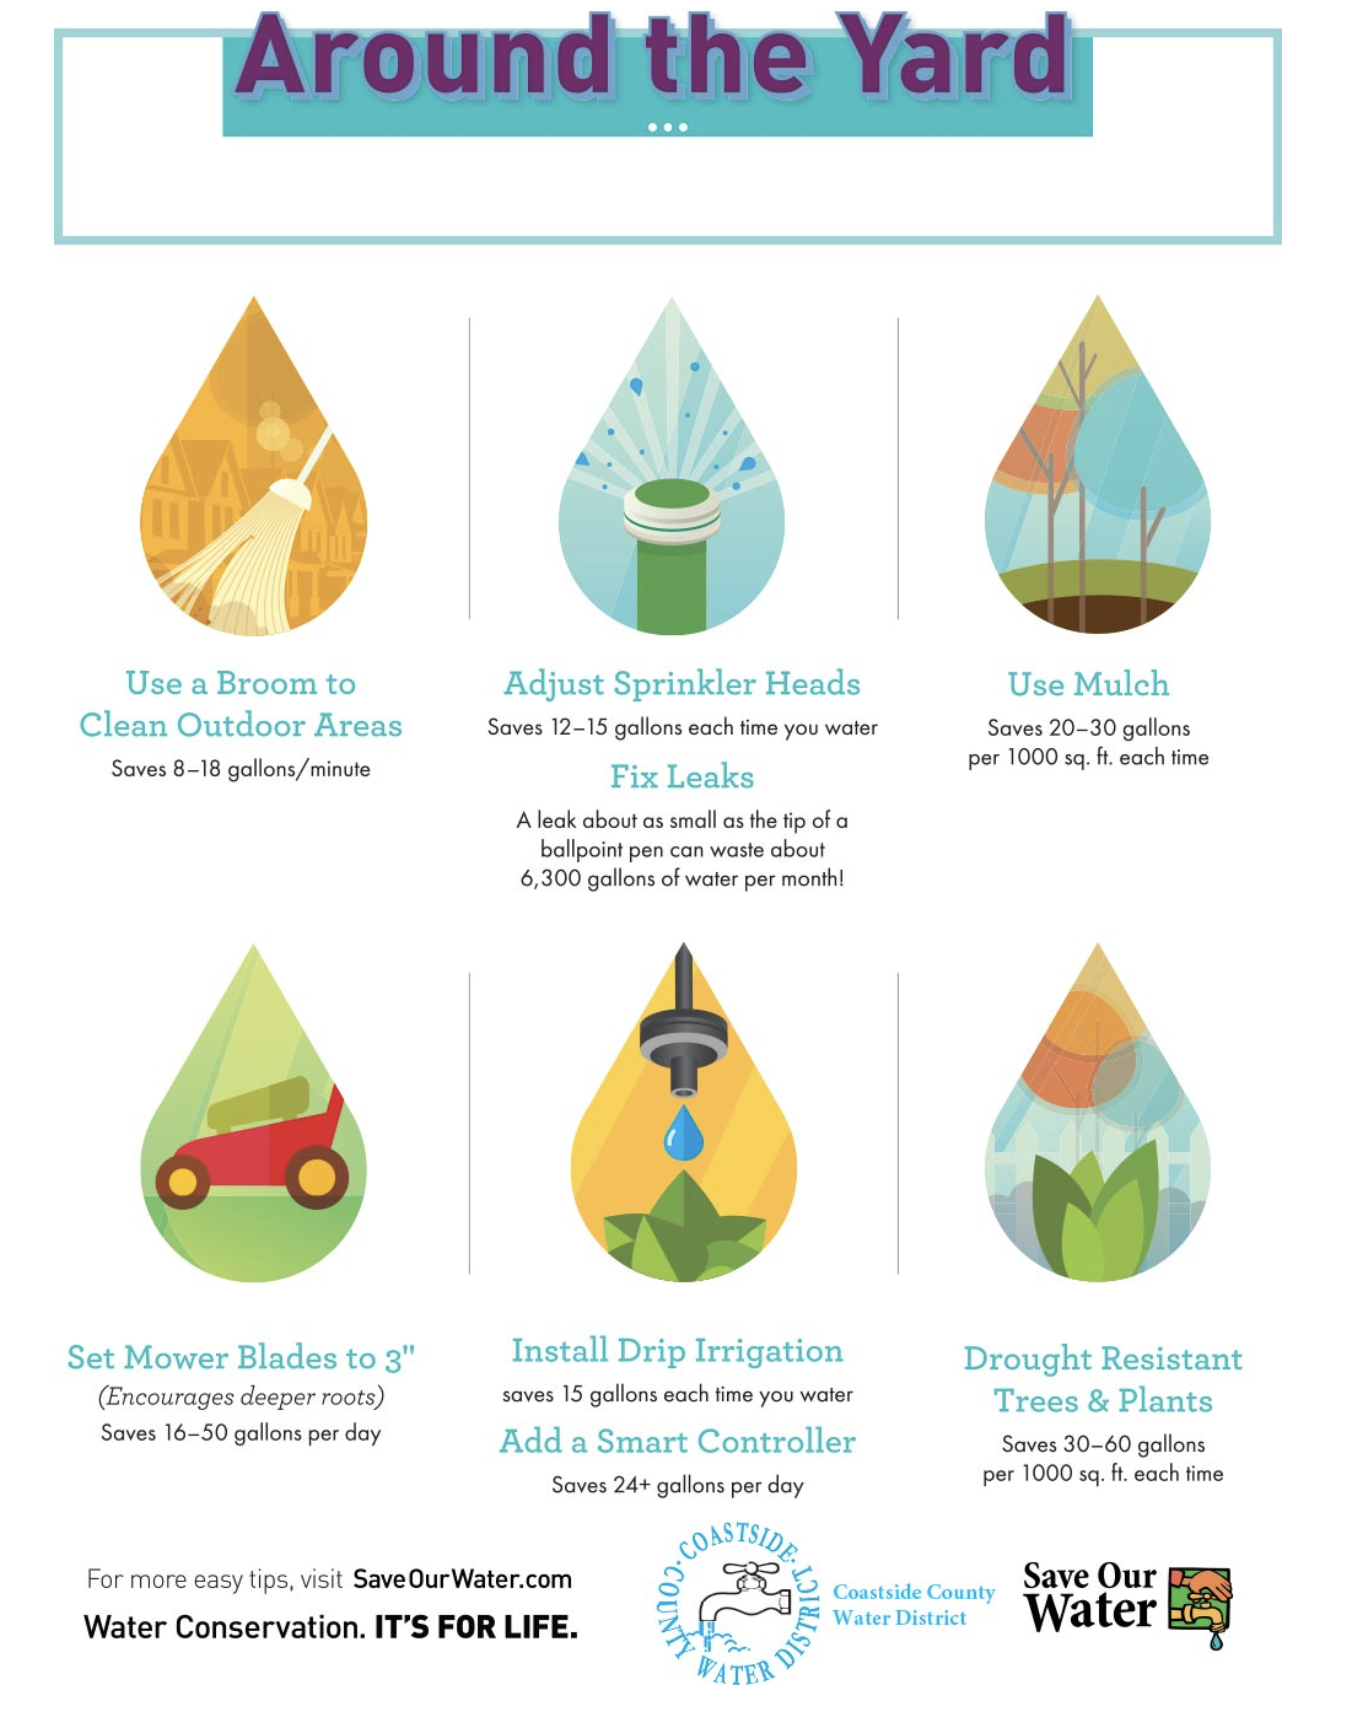 Around the Yard
Use a Broom to
Clean Outdoor Areas
Saves 8–18 gallons/minute
Adjust Sprinkler Heads
Saves 12–15 gallons each time you water
Fix Leaks
A leak about as small as the tip of a
ballpoint pen can waste about
6,300 gallons of water per month!
Use Mulch
Saves 20–30 gallons
per 1000 sq. ft. each time
Set Mower Blades to 3"
(Encourages deeper roots)
Saves 16–50 gallons per day
Install Drip Irrigation
saves 15 gallons each time you water
Add a Smart Controller
Saves 24+ gallons per day
Drought Resistant
Trees & Plants
Saves 30–60 gallons
per 1000 sq. ft. each time
For more easy tips, visit SaveOurWater.com
Water Conservation. IT'S FOR LIFE.
COASTSIDE COUNTY WATER DISTRICT
Coastside County
Water District
Save Our
Water